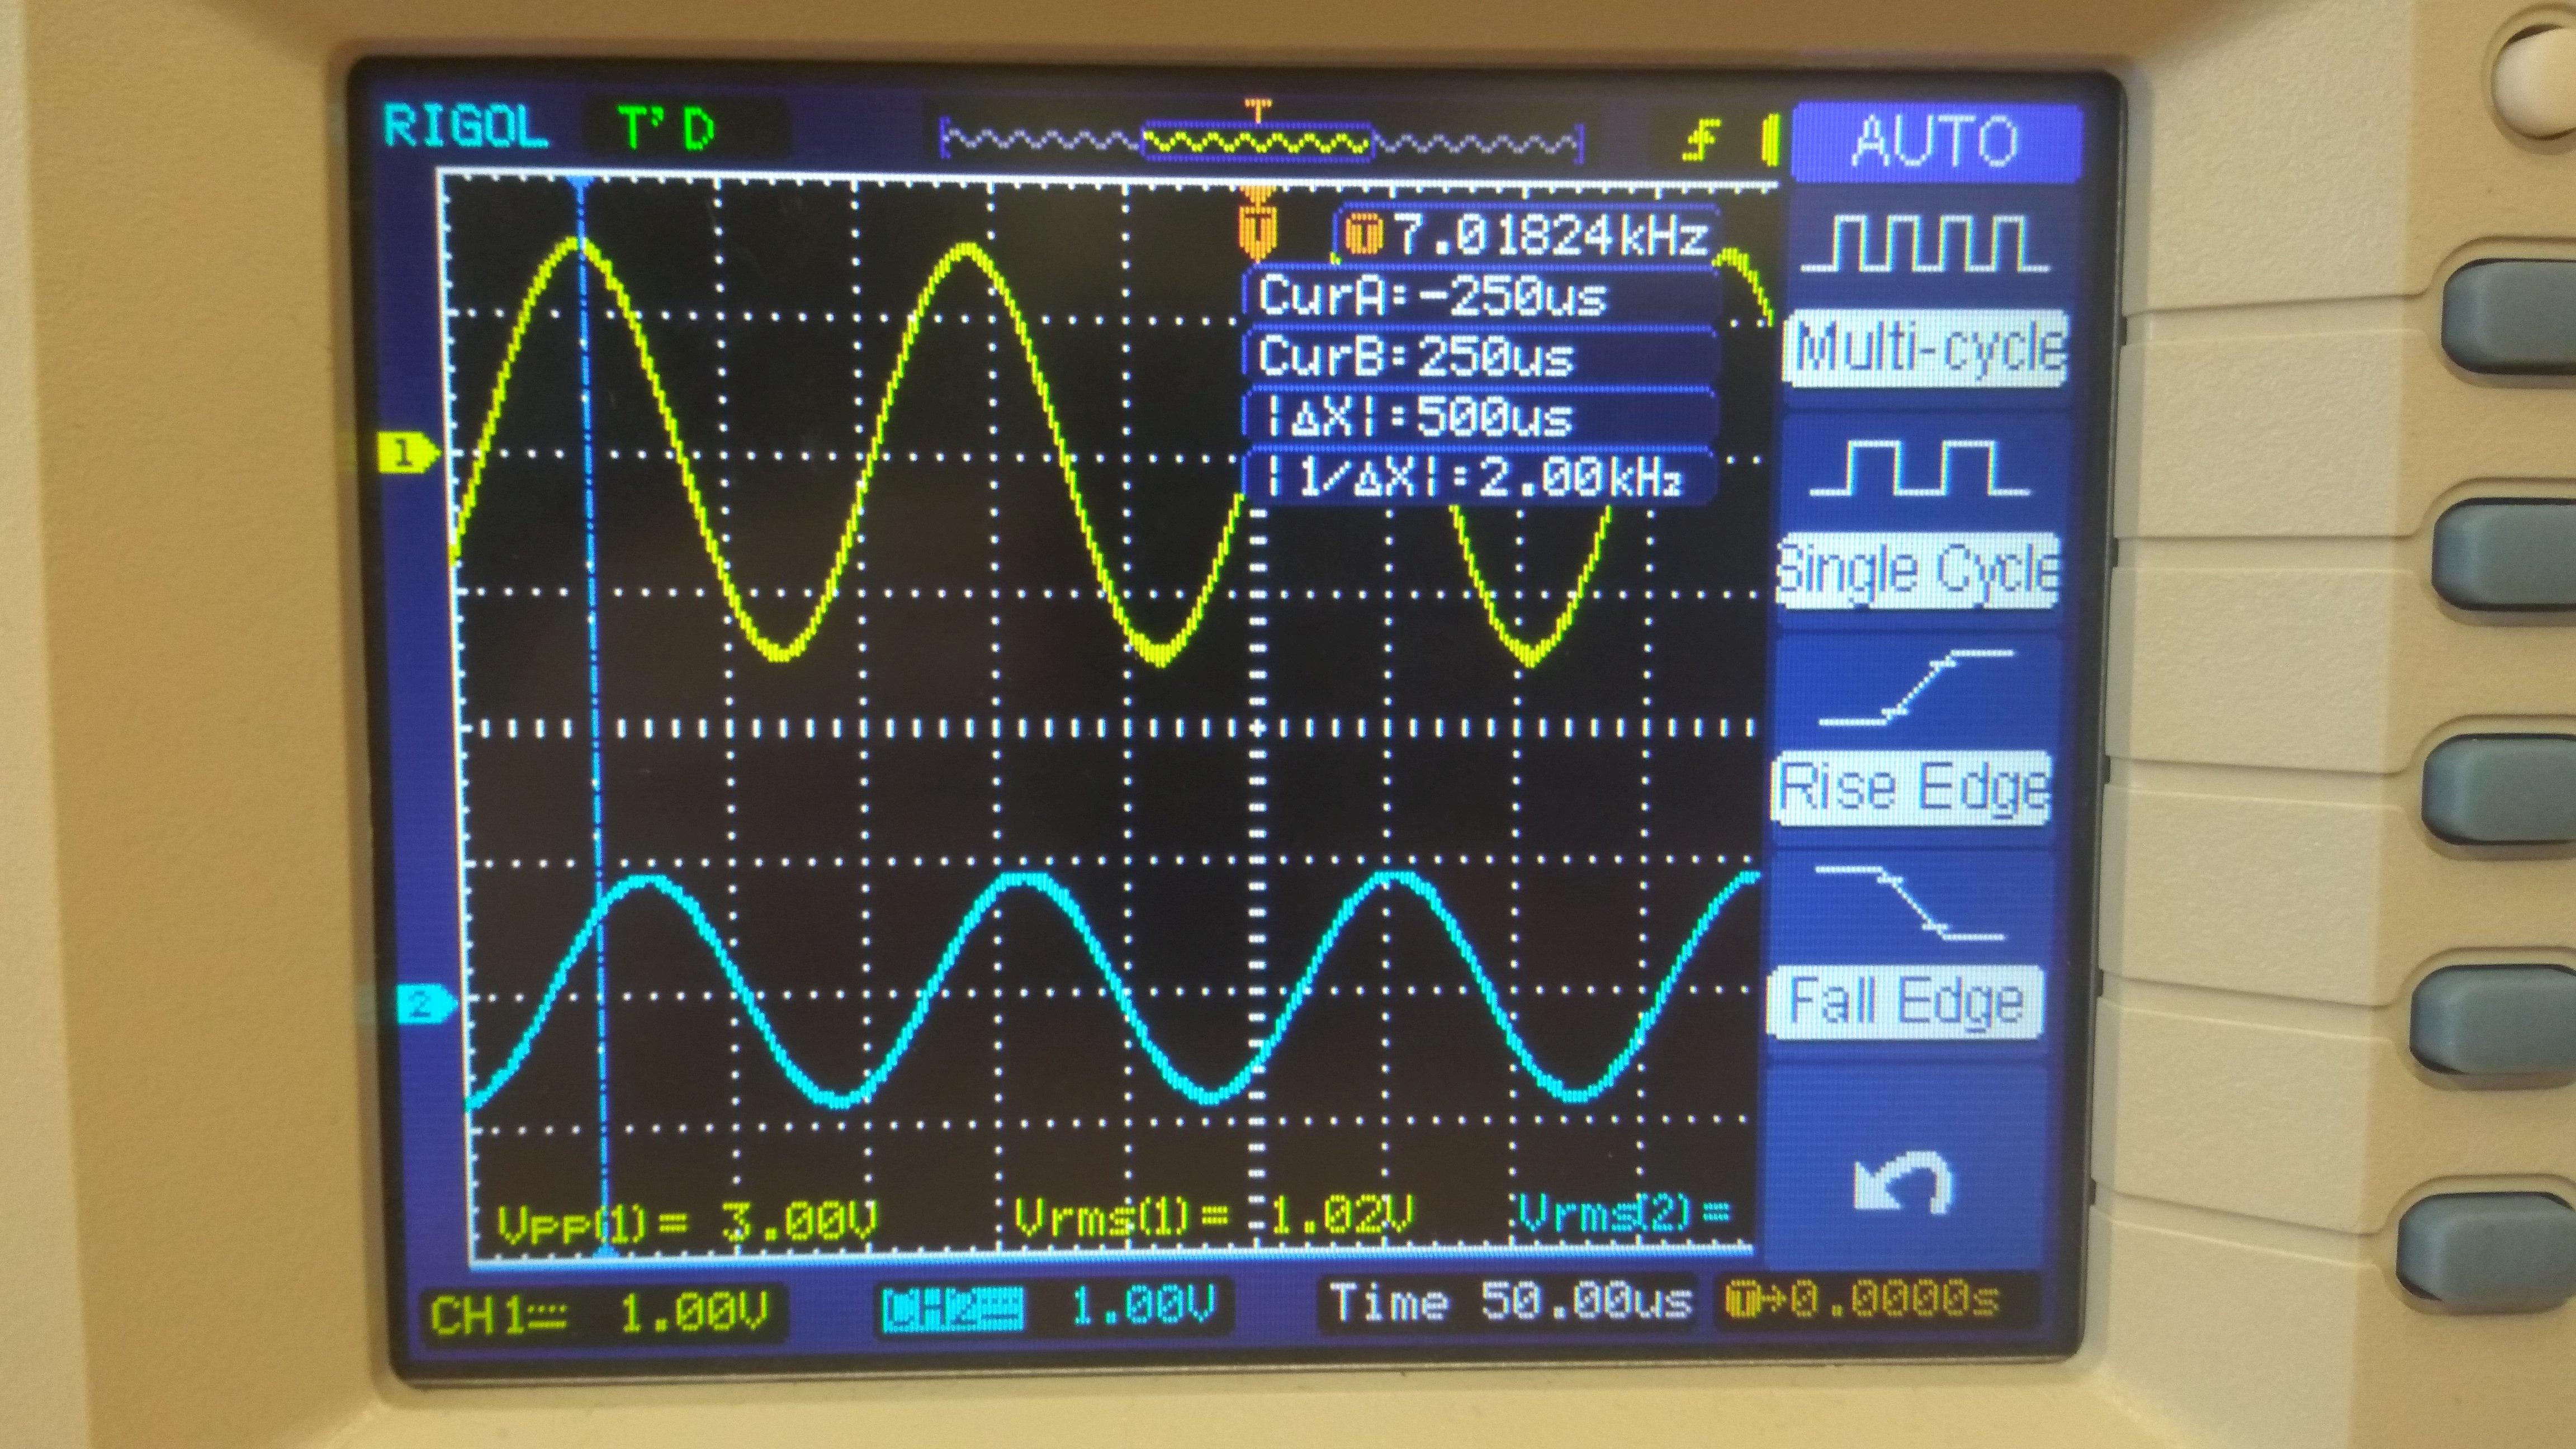 RIGOL T'D T AUTO
T T 7.01824kHz
CurA:-250us
CurB:250us
|ΔX|:500us
|1/ΔX|:2.00kHz
Multi-cycle
Single Cycle
Rise Edge
Fall Edge
1
2
Vpp(1)= 3.00V Vrms(1)= 1.02V Vrms(2)=
CH1 1.00V CH2 1.00V Time 50.00us T→0.0000s